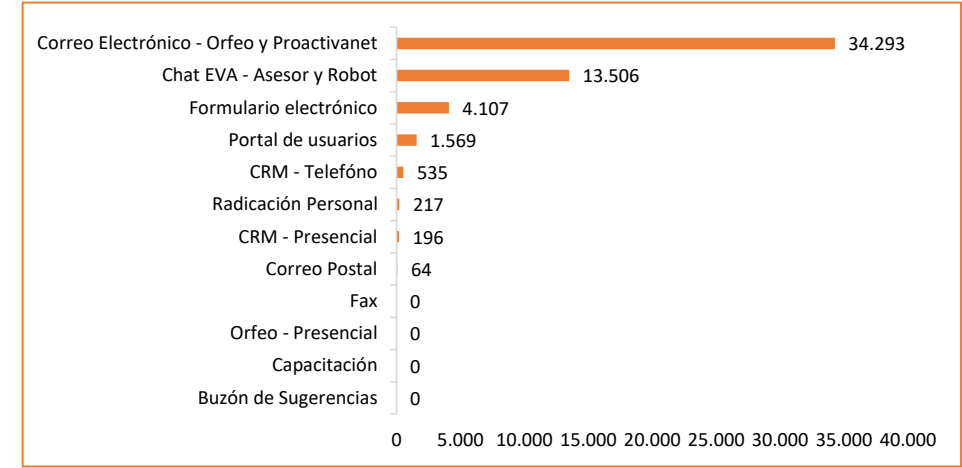 Correo Electrónico - Orfeo y Proactivanet 34.293
Chat EVA - Asesor y Robot 13.506
Formulario electrónico 4.107
Portal de usuarios 1.569
CRM - Telefóno 535
Radicación Personal 217
CRM - Presencial 196
Correo Postal 64
Fax 0
Orfeo - Presencial 0
Capacitación 0
Buzón de Sugerencias 0
0 5.000 10.000 15.000 20.000 25.000 30.000 35.000 40.000